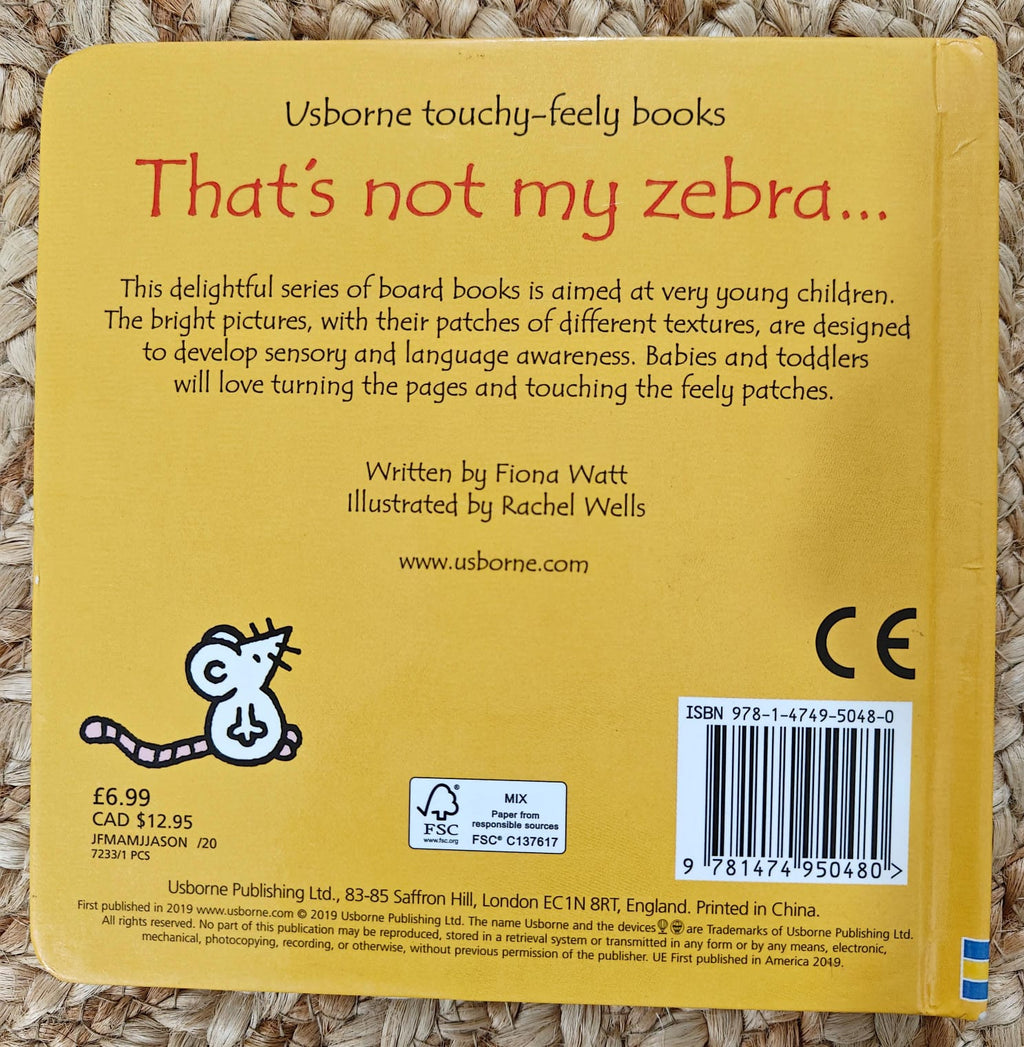 Usborne touchy-feely books
That's not my zebra...
This delightful series of board books is aimed at very young children.
The bright pictures, with their patches of different textures, are designed
to develop sensory and language awareness. Babies and toddlers
will love turning the pages and touching the feely patches.
Written by Fiona Watt
Illustrated by Rachel Wells
www.usborne.com
CE
£6.99
CAD $12.95
JFMAMJJASON /20
7233/1 PCS
FSC®
www.fsc.org
MIX
Paper from
responsible sources
FSC® C137617
ISBN 978-1-4749-5048-0
9 781474 950480 >
Usborne Publishing Ltd., 83-85 Saffron Hill, London EC1N 8RT, England. Printed in China.
First published in 2019 www.usborne.com © 2019 Usborne Publishing Ltd. The name Usborne and the devices are Trademarks of Usborne Publishing Ltd.
All rights reserved. No part of this publication may be reproduced, stored in a retrieval system or transmitted in any form or by any means, electronic,
mechanical, photocopying, recording, or otherwise, without previous permission of the publisher. UE First published in America 2019.